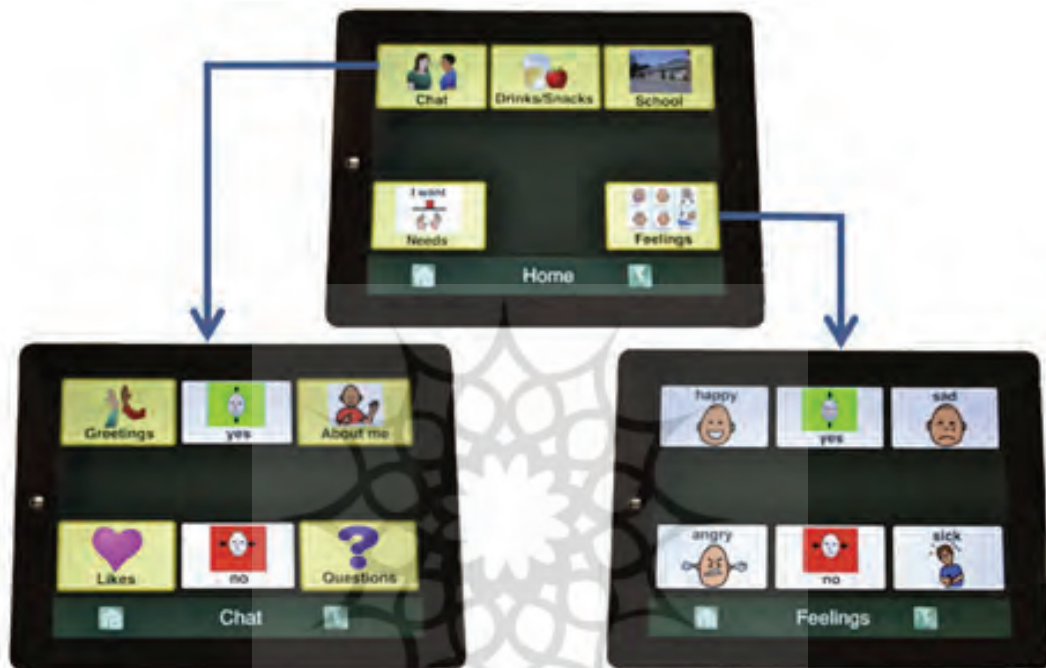 Chat Drinks/Snacks School
I want
Needs Feelings
Home
Greetings yes About me
Likes no Questions
Chat
happy yes sad
angry no sick
Feelings